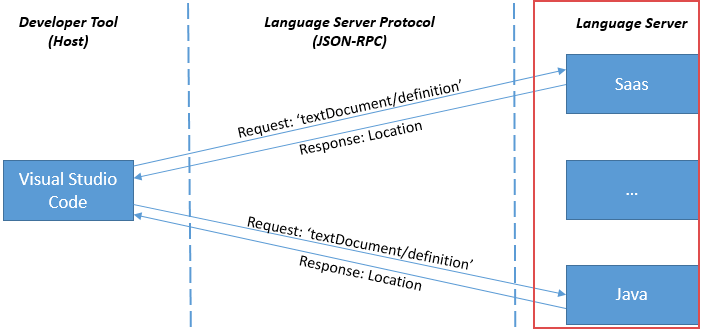 Developer Tool
(Host)
Language Server Protocol
(JSON-RPC)
Language Server
Request: ‘textDocument/definition’
Response: Location
Saas
Visual Studio
Code
...
Request: ‘textDocument/definition’
Response: Location
Java